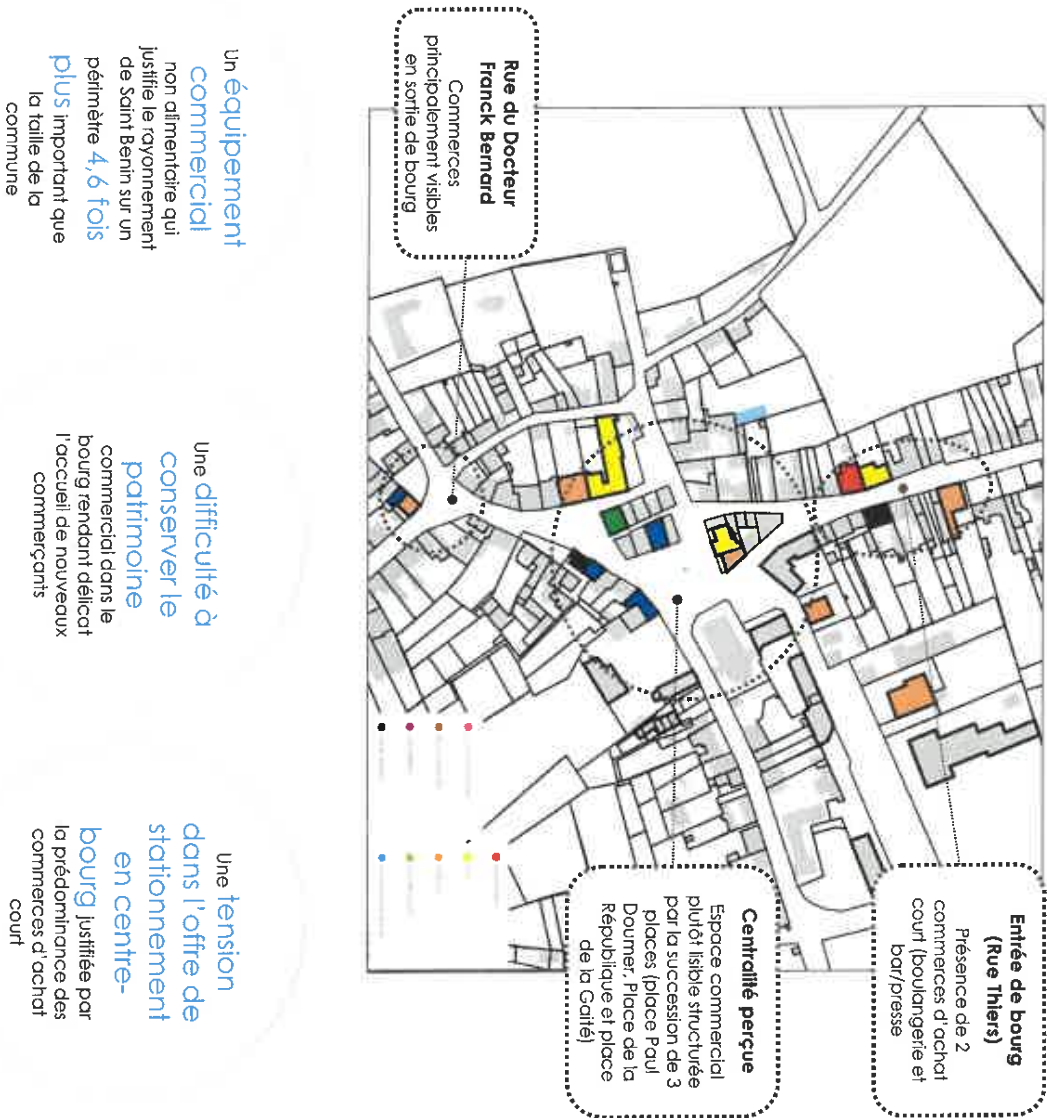 Entrée de bourg
(Rue Thiers)
Présence de 2
commerces d'achat
court (boulangerie et
bar/presse
Centralité perçue
Espace commercial
plutôt lisible structurée
par la succession de 3
places (place Paul
Doumer, Place de la
République et place
de la Gaité)
Rue du Docteur
Franck Bernard
Commerces
principalement visibles
en sortie de bourg
Un équipement
commercial
non alimentaire qui
justifie le rayonnement
de Saint Benin sur un
périmètre 4,6 fois
plus important que
la taille de la
commune
Une difficulté à
conserver le
patrimoine
commercial dans le
bourg rendant délicat
l'accueil de nouveaux
commerçants
Une tension
dans l'offre de
stationnement
en centre-
bourg justifiée par
la prédominance des
commerces d'achat
court